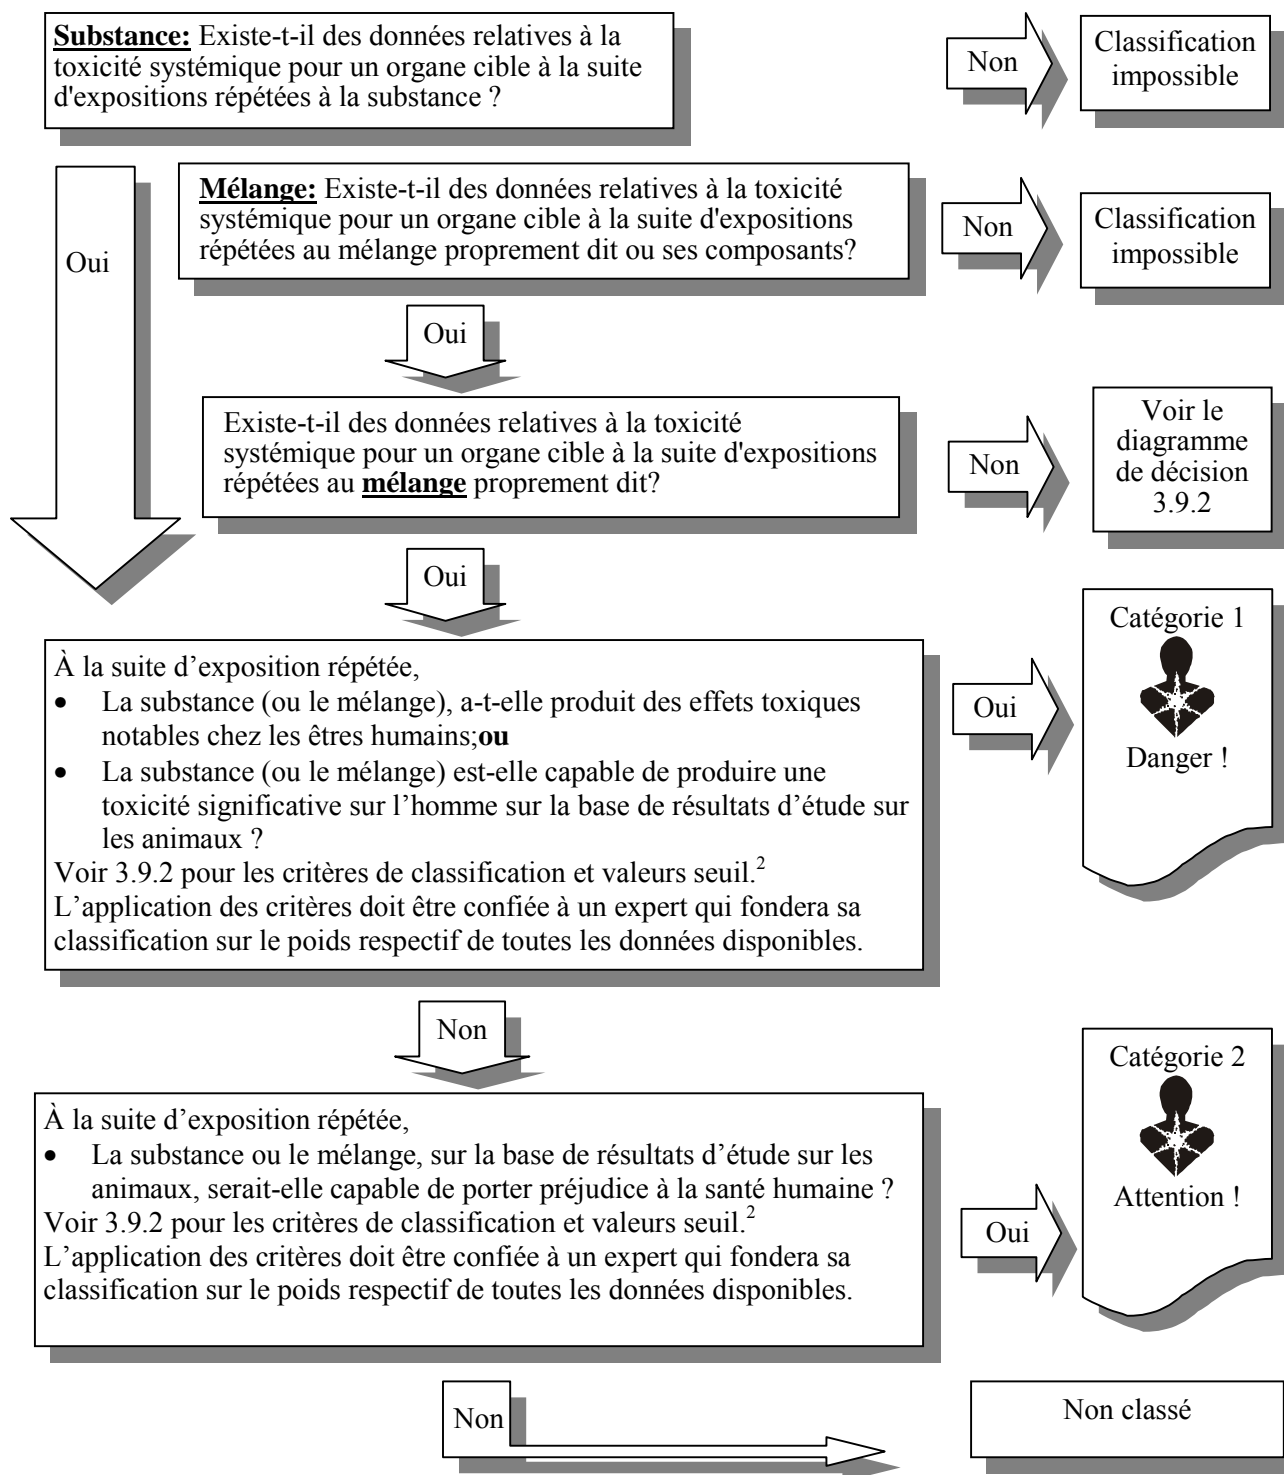 Substance: Existe-t-il des données relatives à la
toxicité systémique pour un organe cible à la suite
d'expositions répétées à la substance ?
Non
Classification
impossible
Oui
Mélange: Existe-t-il des données relatives à la toxicité
systémique pour un organe cible à la suite d'expositions
répétées au mélange proprement dit ou ses composants?
Non
Classification
impossible
Oui
Existe-t-il des données relatives à la toxicité
systémique pour un organe cible à la suite d'expositions
répétées au mélange proprement dit?
Non
Voir le
diagramme
de décision
3.9.2
Oui
À la suite d’exposition répétée,
• La substance (ou le mélange), a-t-elle produit des effets toxiques
notables chez les êtres humains;ou
• La substance (ou le mélange) est-elle capable de produire une
toxicité significative sur l’homme sur la base de résultats d’étude sur
les animaux ?
Voir 3.9.2 pour les critères de classification et valeurs seuil.2
L’application des critères doit être confiée à un expert qui fondera sa
classification sur le poids respectif de toutes les données disponibles.
Oui
Catégorie 1
Danger !
Non
À la suite d’exposition répétée,
• La substance ou le mélange, sur la base de résultats d’étude sur les
animaux, serait-elle capable de porter préjudice à la santé humaine ?
Voir 3.9.2 pour les critères de classification et valeurs seuil.2
L’application des critères doit être confiée à un expert qui fondera sa
classification sur le poids respectif de toutes les données disponibles.
Oui
Catégorie 2
Attention !
Non
Non classé